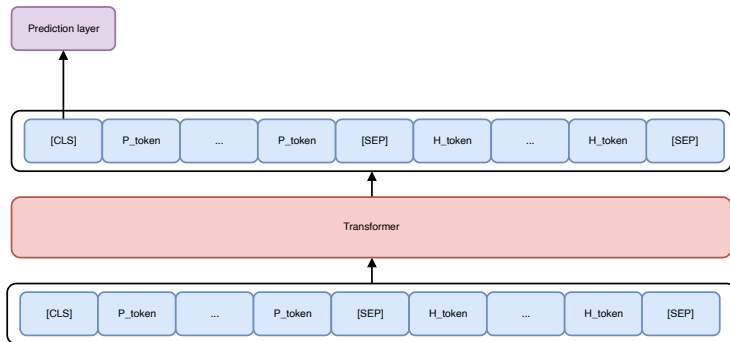 Prediction layer
[CLS] P_token ... P_token [SEP] H_token ... H_token [SEP]
Transformer
[CLS] P_token ... P_token [SEP] H_token ... H_token [SEP]